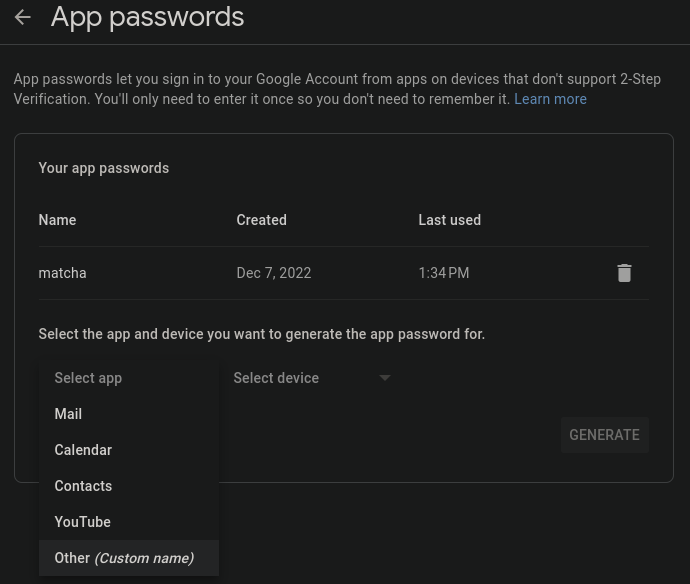 App passwords
App passwords let you sign in to your Google Account from apps on devices that don't support 2-Step
Verification. You'll only need to enter it once so you don't need to remember it. Learn more
Your app passwords
Name Created Last used
matcha Dec 7, 2022 1:34 PM
Select the app and device you want to generate the app password for.
Select app Select device
Mail
Calendar
GENERATE
Contacts
YouTube
Other (Custom name)